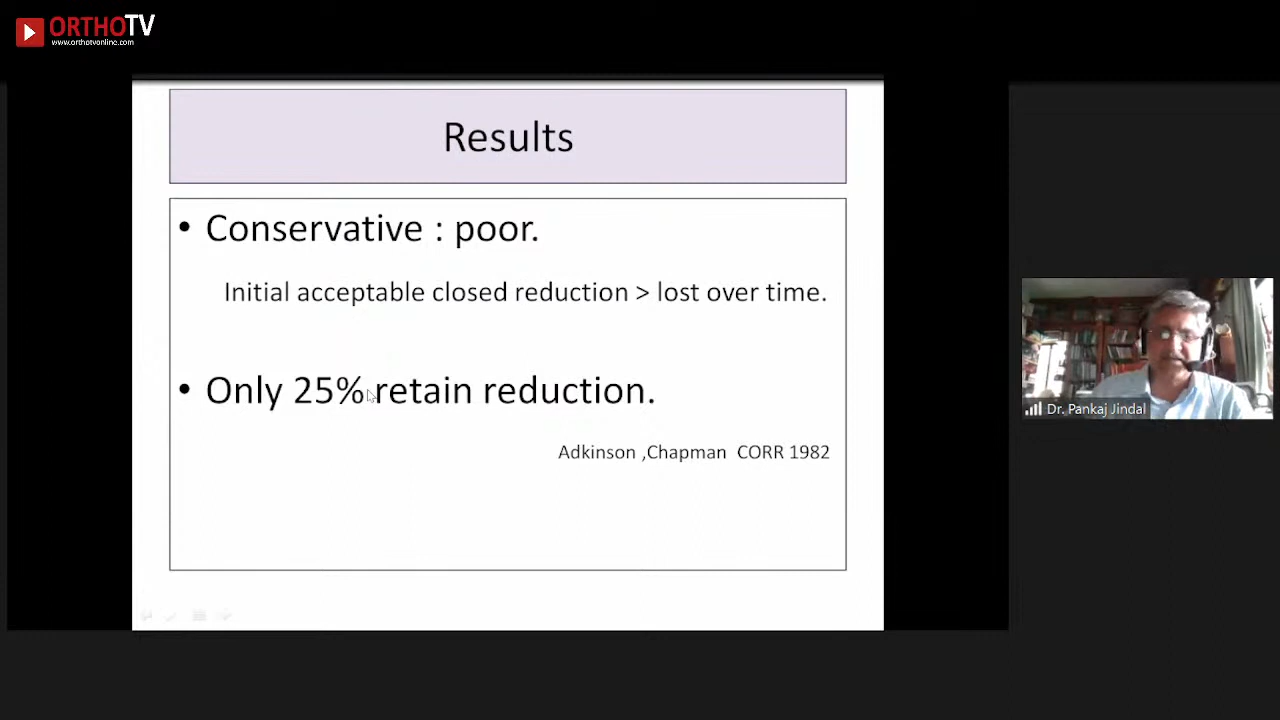 ORTHOTV
www.orthotvonline.com
Results
• Conservative : poor.
Initial acceptable closed reduction > lost over time.
• Only 25% retain reduction.
Adkinson ,Chapman CORR 1982
Dr. Pankaj Jindal